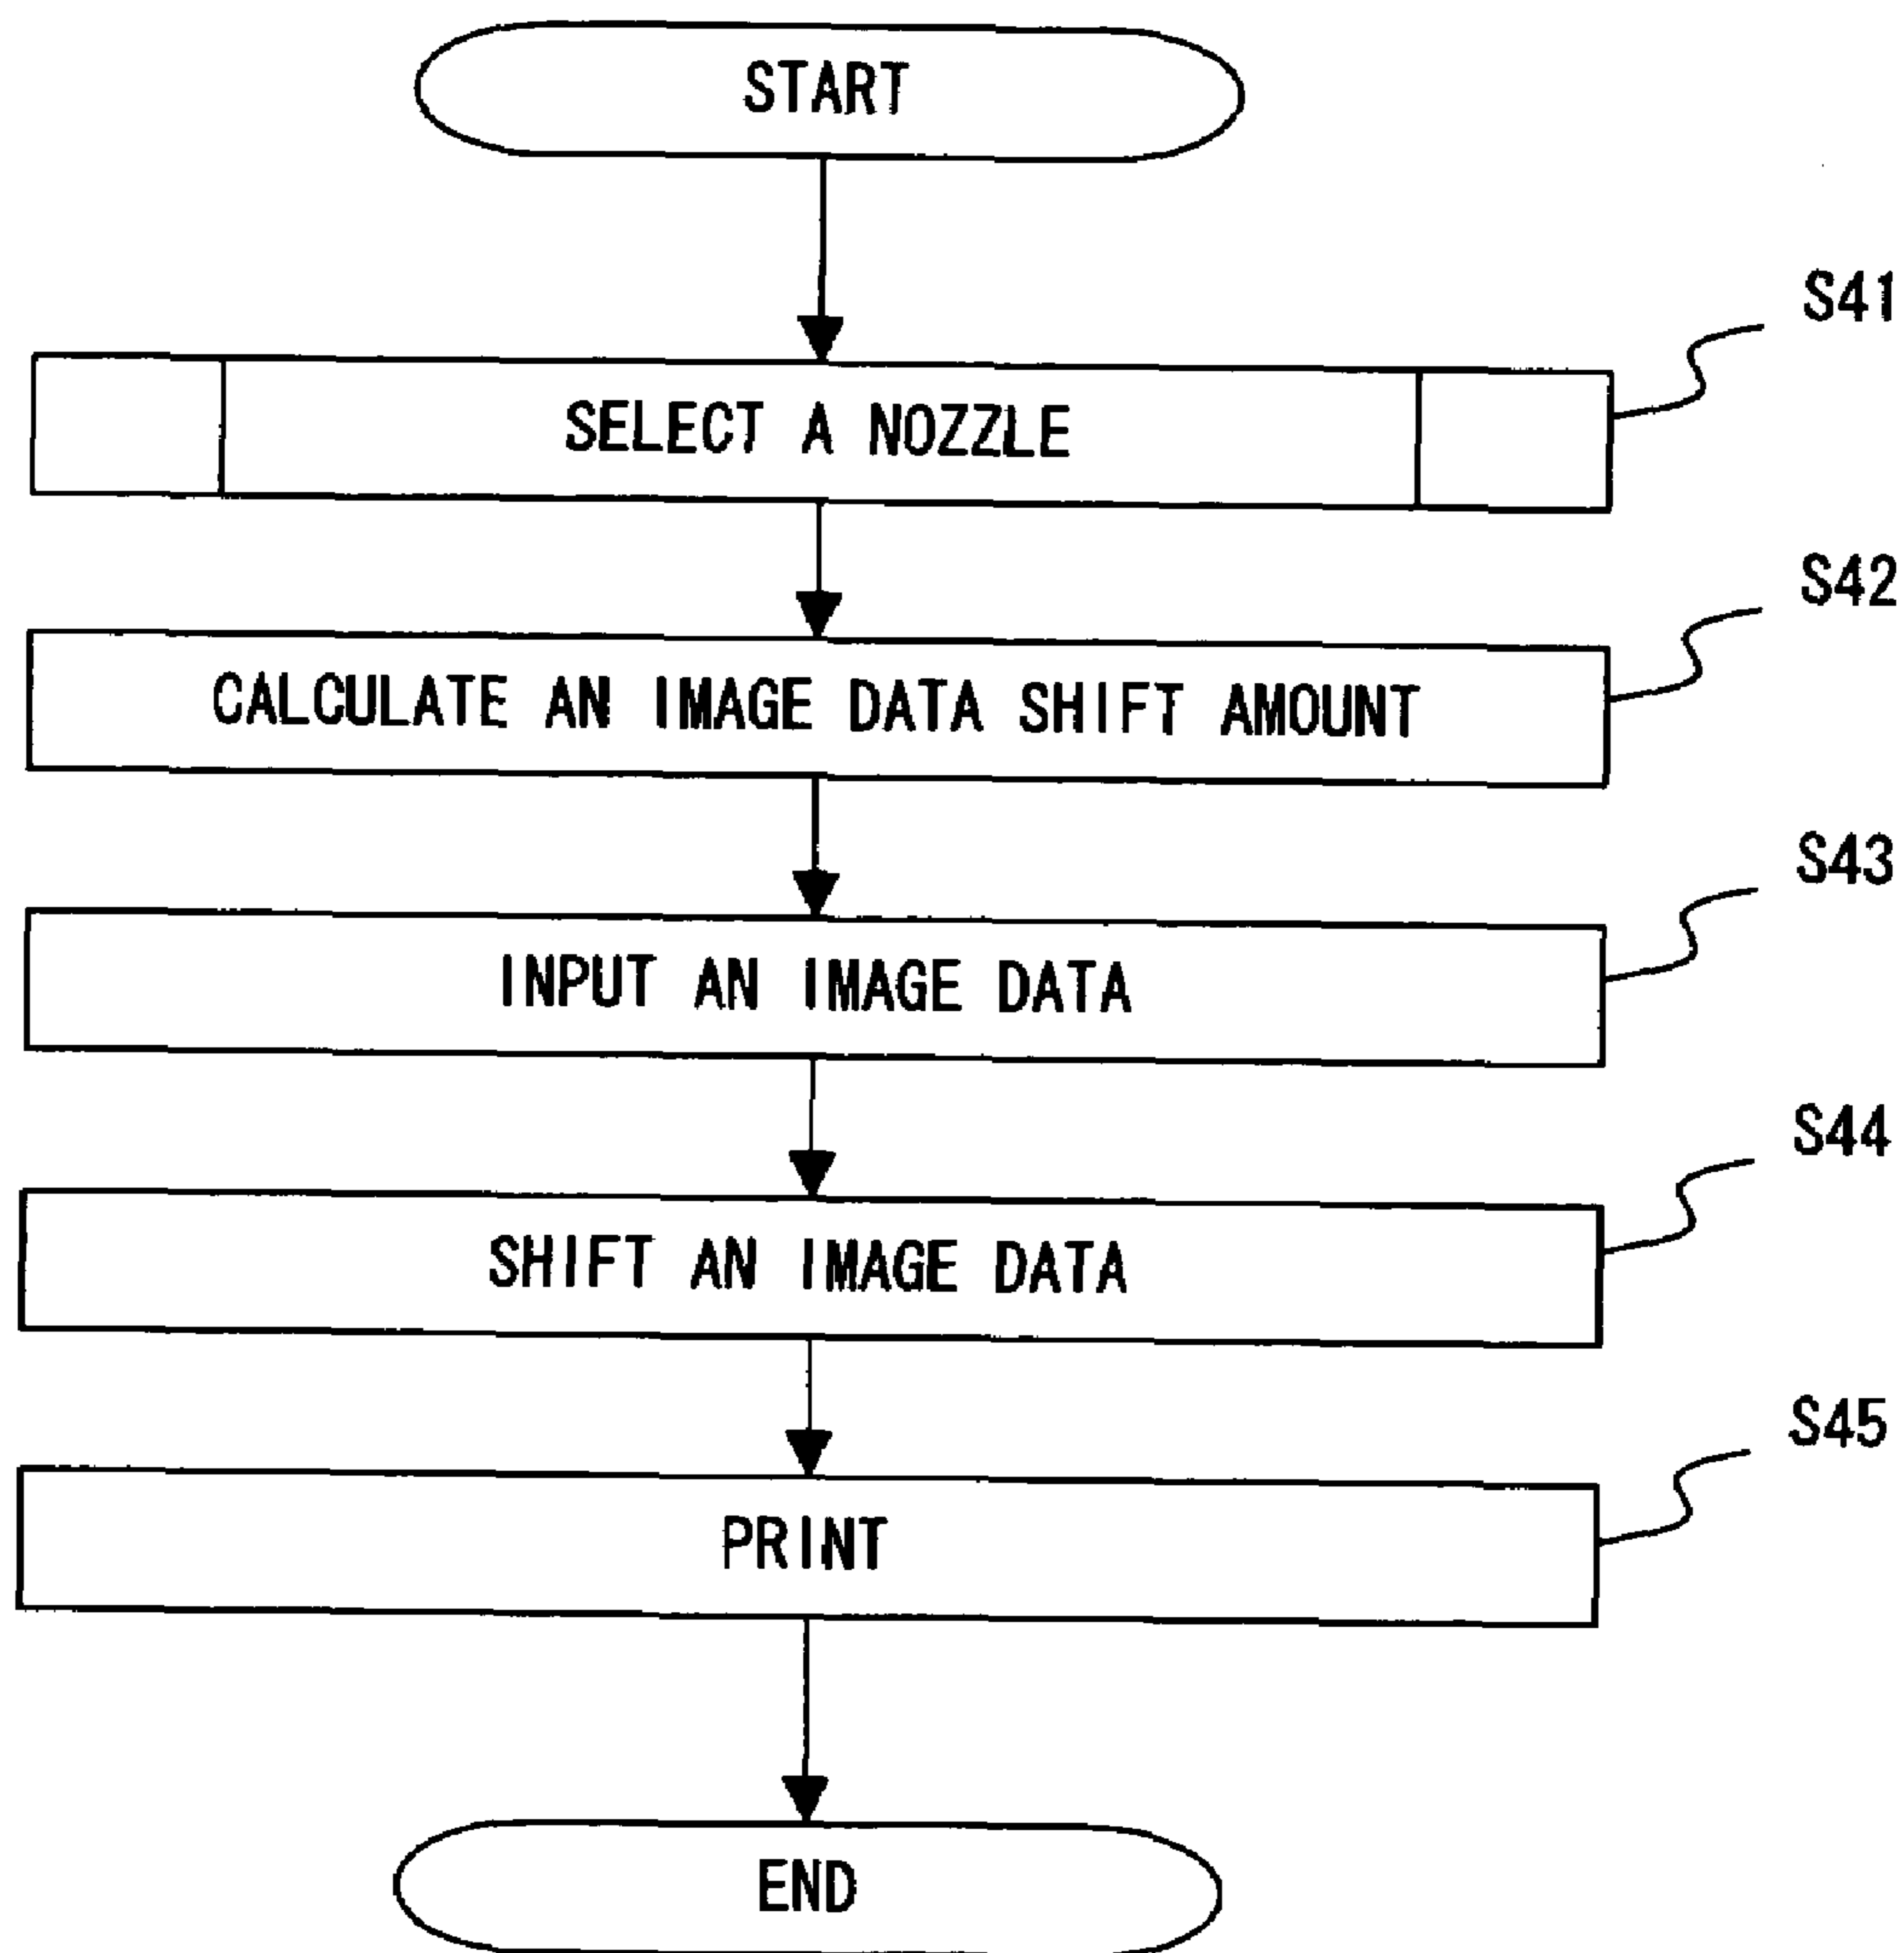 START
S41
SELECT A NOZZLE
S42
CALCULATE AN IMAGE DATA SHIFT AMOUNT
S43
INPUT AN IMAGE DATA
S44
SHIFT AN IMAGE DATA
S45
PRINT
END